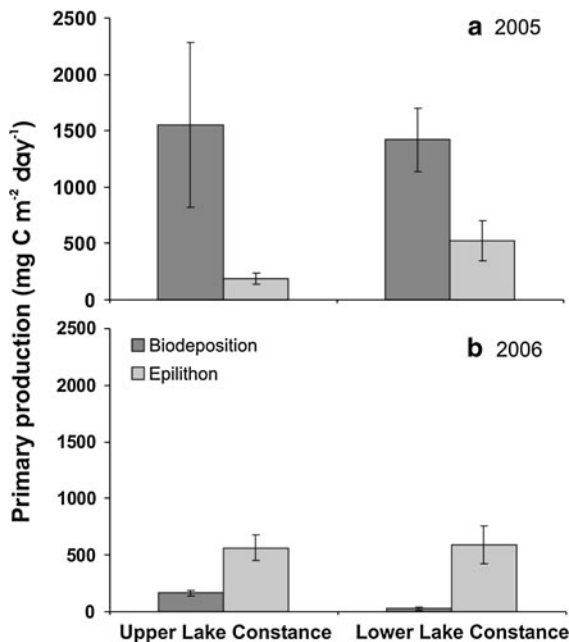 Primary production (mg C m⁻² day⁻¹)
a 2005
2500
2000
1500
1000
500
0
b 2006
Biodeposition
Epilithon
2500
2000
1500
1000
500
0
Upper Lake Constance
Lower Lake Constance